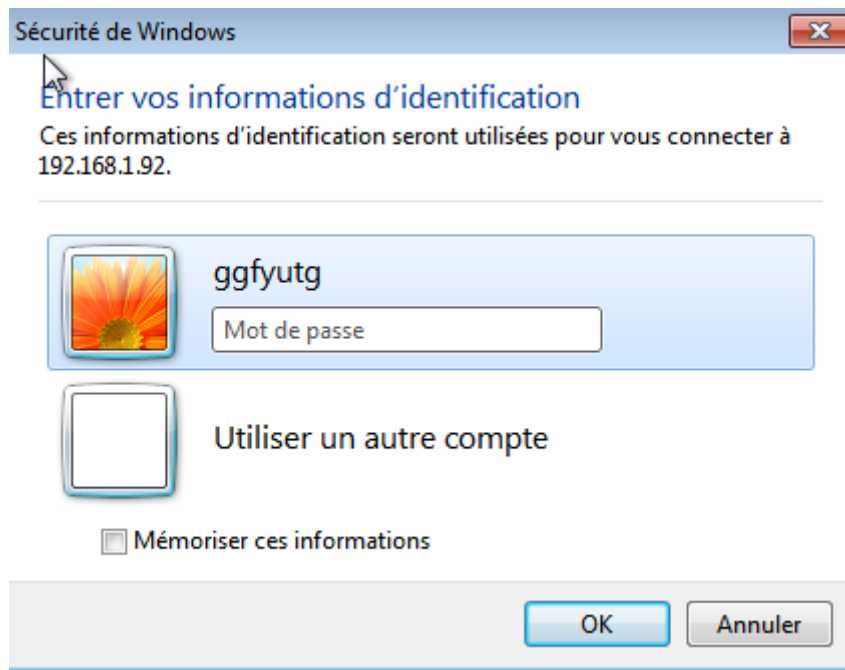 Sécurité de Windows
Entrer vos informations d'identification
Ces informations d'identification seront utilisées pour vous connecter à
192.168.1.92.
ggfyutg
Mot de passe
Utiliser un autre compte
Mémoriser ces informations
OK
Annuler